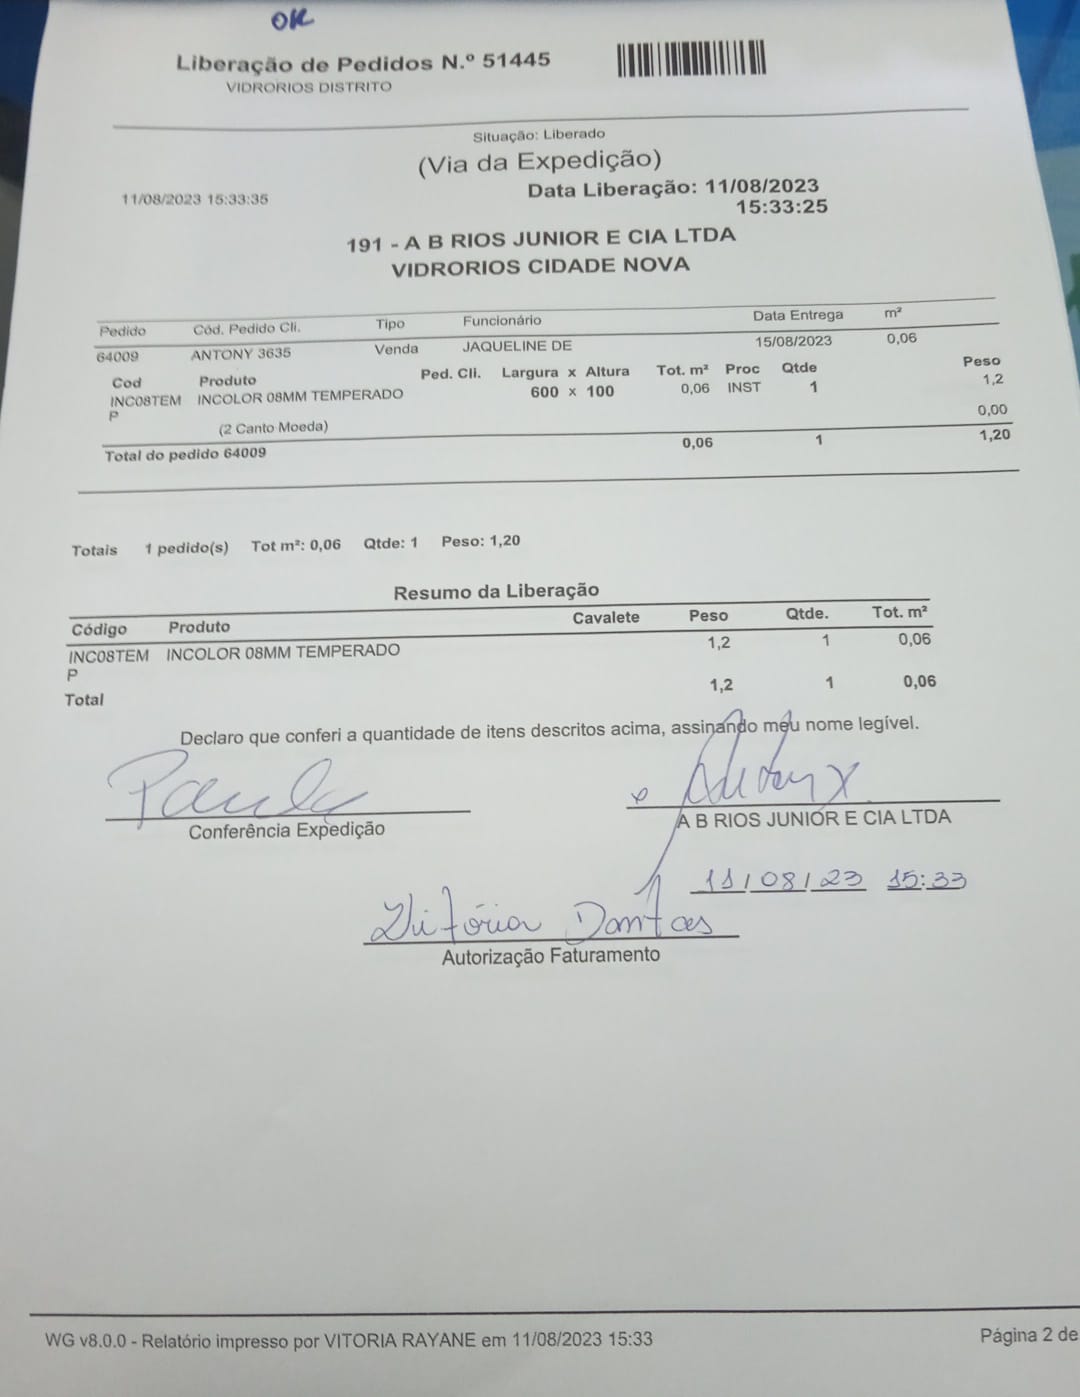 OK
Liberação de Pedidos N.º 51445
VIDRORIOS DISTRITO
Situação: Liberado
(Via da Expedição)
11/08/2023 15:33:35
Data Liberação: 11/08/2023
15:33:25
191 - A B RIOS JUNIOR E CIA LTDA
VIDRORIOS CIDADE NOVA
Pedido Cód. Pedido Cli. Tipo Funcionário Data Entrega m²
64009 ANTONY 3635 Venda JAQUELINE DE 15/08/2023 0,06
Cod Produto Ped. Cli. Largura x Altura Tot. m² Proc Qtde Peso
INC08TEM INCOLOR 08MM TEMPERADO 600 x 100 0,06 INST 1 1,2
P
(2 Canto Moeda) 0,00
Total do pedido 64009 0,06 1 1,20
Totais 1 pedido(s) Tot m²: 0,06 Qtde: 1 Peso: 1,20
Resumo da Liberação
Código Produto Cavalete Peso Qtde. Tot. m²
INC08TEM INCOLOR 08MM TEMPERADO 1,2 1 0,06
P
Total 1,2 1 0,06
Declaro que conferi a quantidade de itens descritos acima, assinando meu nome legível.
x
Conferência Expedição
A B RIOS JUNIOR E CIA LTDA
11/08/23 15:33
Vitória Dantas
Autorização Faturamento
WG v8.0.0 - Relatório impresso por VITORIA RAYANE em 11/08/2023 15:33
Página 2 de